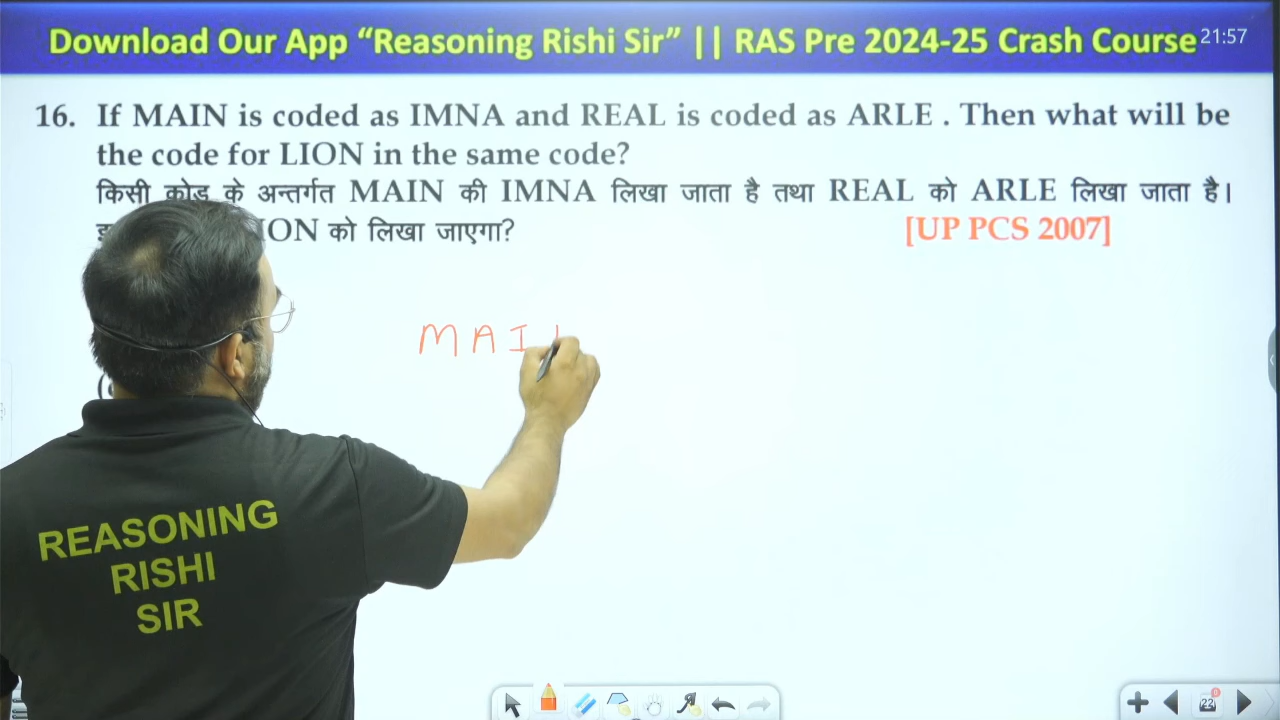 Download Our App “Reasoning Rishi Sir” || RAS Pre 2024-25 Crash Course 21:57
16. If MAIN is coded as IMNA and REAL is coded as ARLE . Then what will be
the code for LION in the same code?
किसी कोड के अन्तर्गत MAIN की IMNA लिखा जाता है तथा REAL को ARLE लिखा जाता है।
ION को लिखा जाएगा? [UP PCS 2007]
MAI
REASONING
RISHI
SIR
22